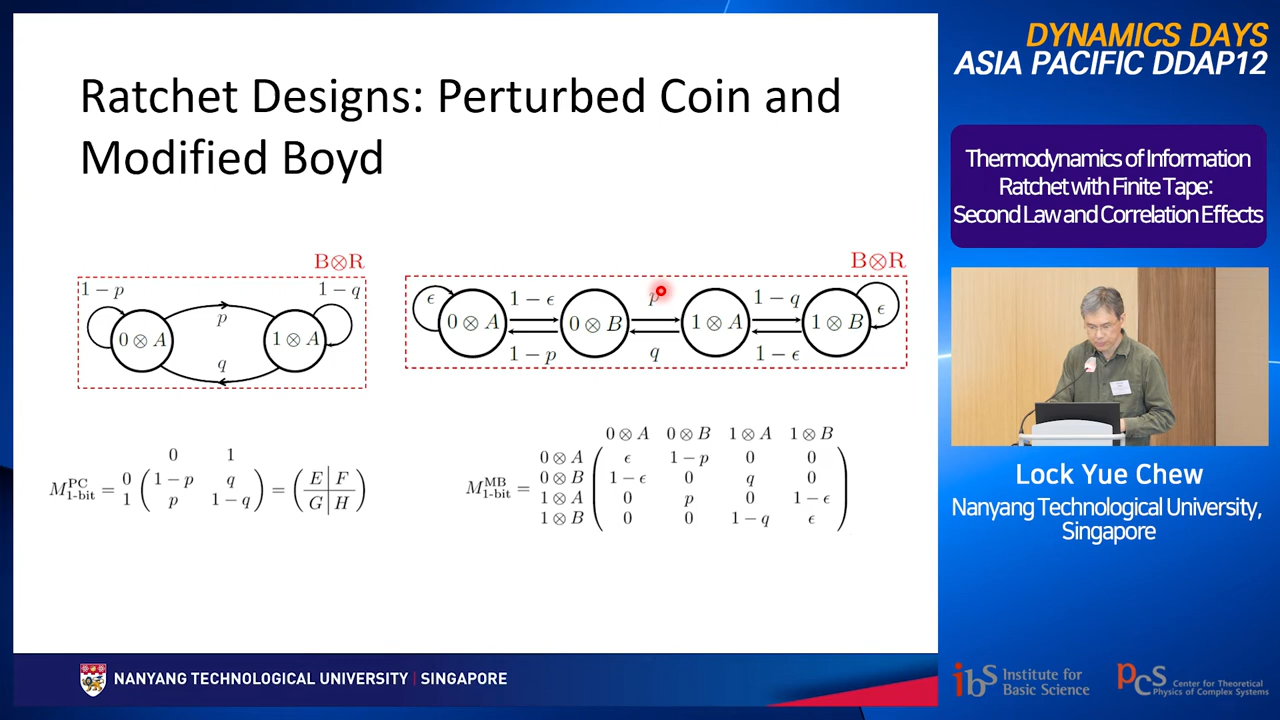 Ratchet Designs: Perturbed Coin and
Modified Boyd
B⊗R
1 − p
1 − q
0 ⊗ A
p
1 ⊗ A
q
B⊗R
ϵ
0 ⊗ A
1 − ϵ
1 − p
0 ⊗ B
p
q
1 ⊗ A
1 − q
1 − ϵ
1 ⊗ B
ϵ
0 1
M^{PC}_{1-bit} = 0 1 ( 1 − p q p 1 − q ) = ( E F G H )
0 ⊗ A 0 ⊗ B 1 ⊗ A 1 ⊗ B
0 ⊗ A ϵ 1 − p 0 0
M^{MB}_{1-bit} =
0 ⊗ B 1 − ϵ 0 q 0
1 ⊗ A 0 p 0 1 − ϵ
1 ⊗ B 0 0 1 − q ϵ
NANYANG TECHNOLOGICAL UNIVERSITY | SINGAPORE
DYNAMICS DAYS
ASIA PACIFIC DDAP12
Thermodynamics of Information
Ratchet with Finite Tape:
Second Law and Correlation Effects
Lock Yue Chew
Nanyang Technological University,
Singapore
ibS Institute for
Basic Science
PCS Center for Theoretical
Physics of Complex Systems